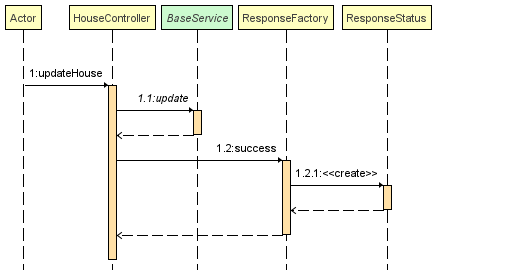 Actor
HouseController
BaseService
ResponseFactory
ResponseStatus
1:updateHouse
1.1:update
1.2:success
1.2.1:<<create>>